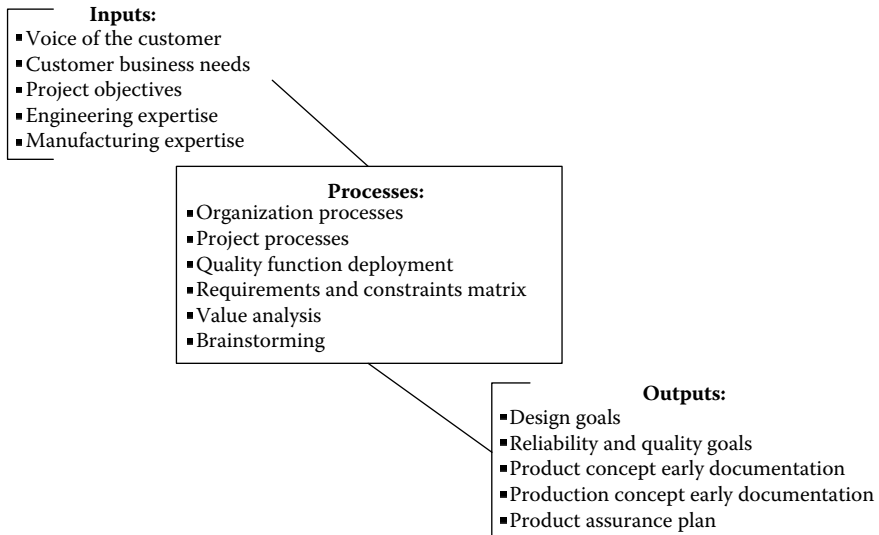 Inputs:
▪Voice of the customer
▪Customer business needs
▪Project objectives
▪Engineering expertise
▪Manufacturing expertise
Processes:
▪Organization processes
▪Project processes
▪Quality function deployment
▪Requirements and constraints matrix
▪Value analysis
▪Brainstorming
Outputs:
▪Design goals
▪Reliability and quality goals
▪Product concept early documentation
▪Production concept early documentation
▪Product assurance plan